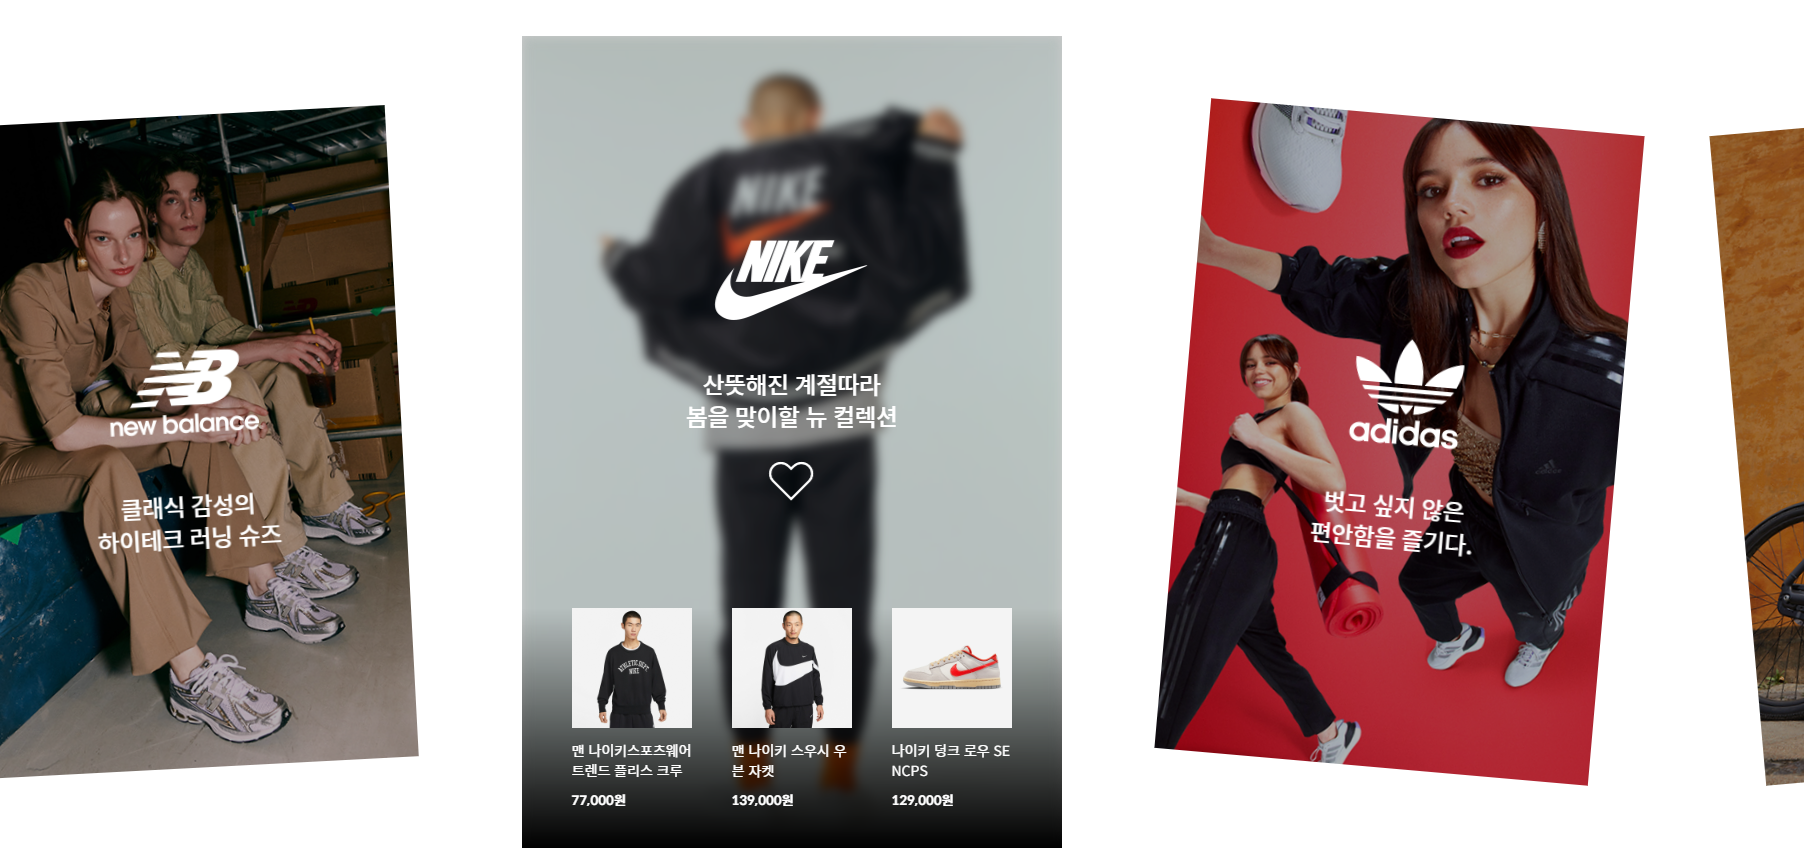 new balance
클래식 감성의
하이테크 러닝 슈즈
NIKE
NIKE
산뜻해진 계절따라
봄을 맞이할 뉴 컬렉션
ATHLETIC DEPT.
NIKE
맨 나이키스포츠웨어
트렌드 플리스 크루
77,000원
맨 나이키 스우시 우
븐 자켓
139,000원
나이키 덩크 로우 SE
NCPS
129,000원
adidas
벗고 싶지 않은
편안함을 즐기다.